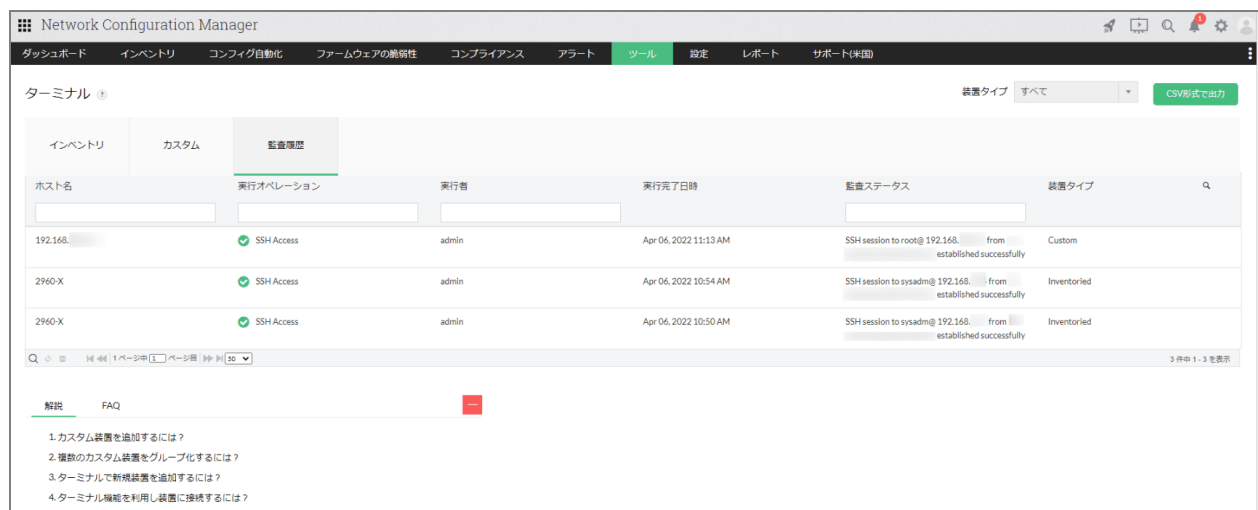 Network Configuration Manager
1
ダッシュボード インベントリ コンフィグ自動化 ファームウェアの脆弱性 コンプライアンス アラート ツール 設定 レポート サポート(米国)
ターミナル ?
装置タイプ すべて
CSV形式で出力
インベントリ カスタム 監査履歴
ホスト名 実行オペレーション 実行者 実行完了日時 監査ステータス 装置タイプ
192.168. SSH Access admin Apr 06, 2022 11:13 AM SSH session to root@ 192.168. from Custom
established successfully
2960-X SSH Access admin Apr 06, 2022 10:54 AM SSH session to sysadm@ 192.168. from Inventoried
established successfully
2960-X SSH Access admin Apr 06, 2022 10:50 AM SSH session to sysadm@ 192.168. from Inventoried
established successfully
1 ページ中 1 ページ目 50 3 件中 1 - 3 を表示
解説 FAQ
1. カスタム装置を追加するには？
2. 複数のカスタム装置をグループ化するには？
3. ターミナルで新規装置を追加するには？
4. ターミナル機能を利用し装置に接続するには？